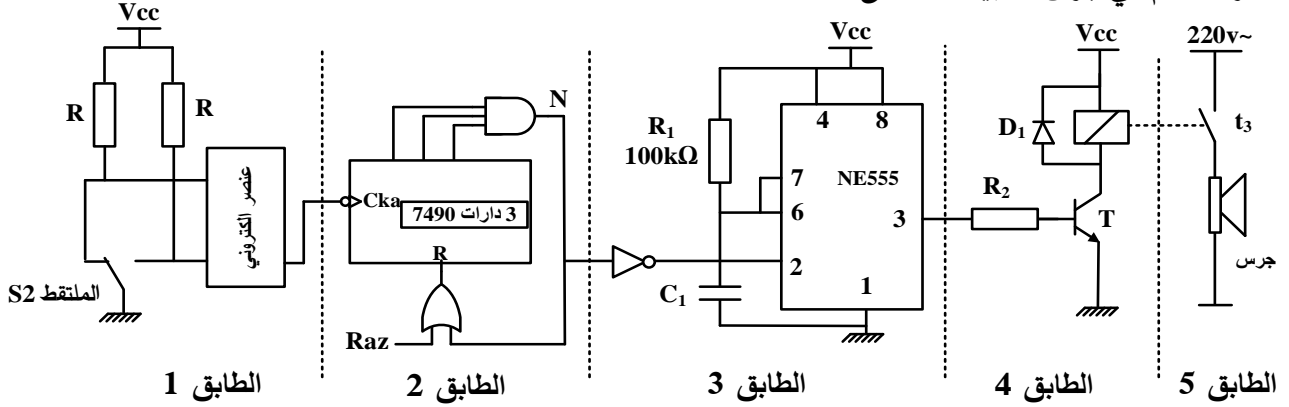 Vcc
R
R
عنصر الكتروني
الملتقط S2
N
Cka
3 دارات 7490
R
Raz
Vcc
R1
100kΩ
C1
4
8
7
6
2
3
1
NE555
Vcc
D1
R2
T
220v~
t3
جرس
الطابق 1
الطابق 2
الطابق 3
الطابق 4
الطابق 5